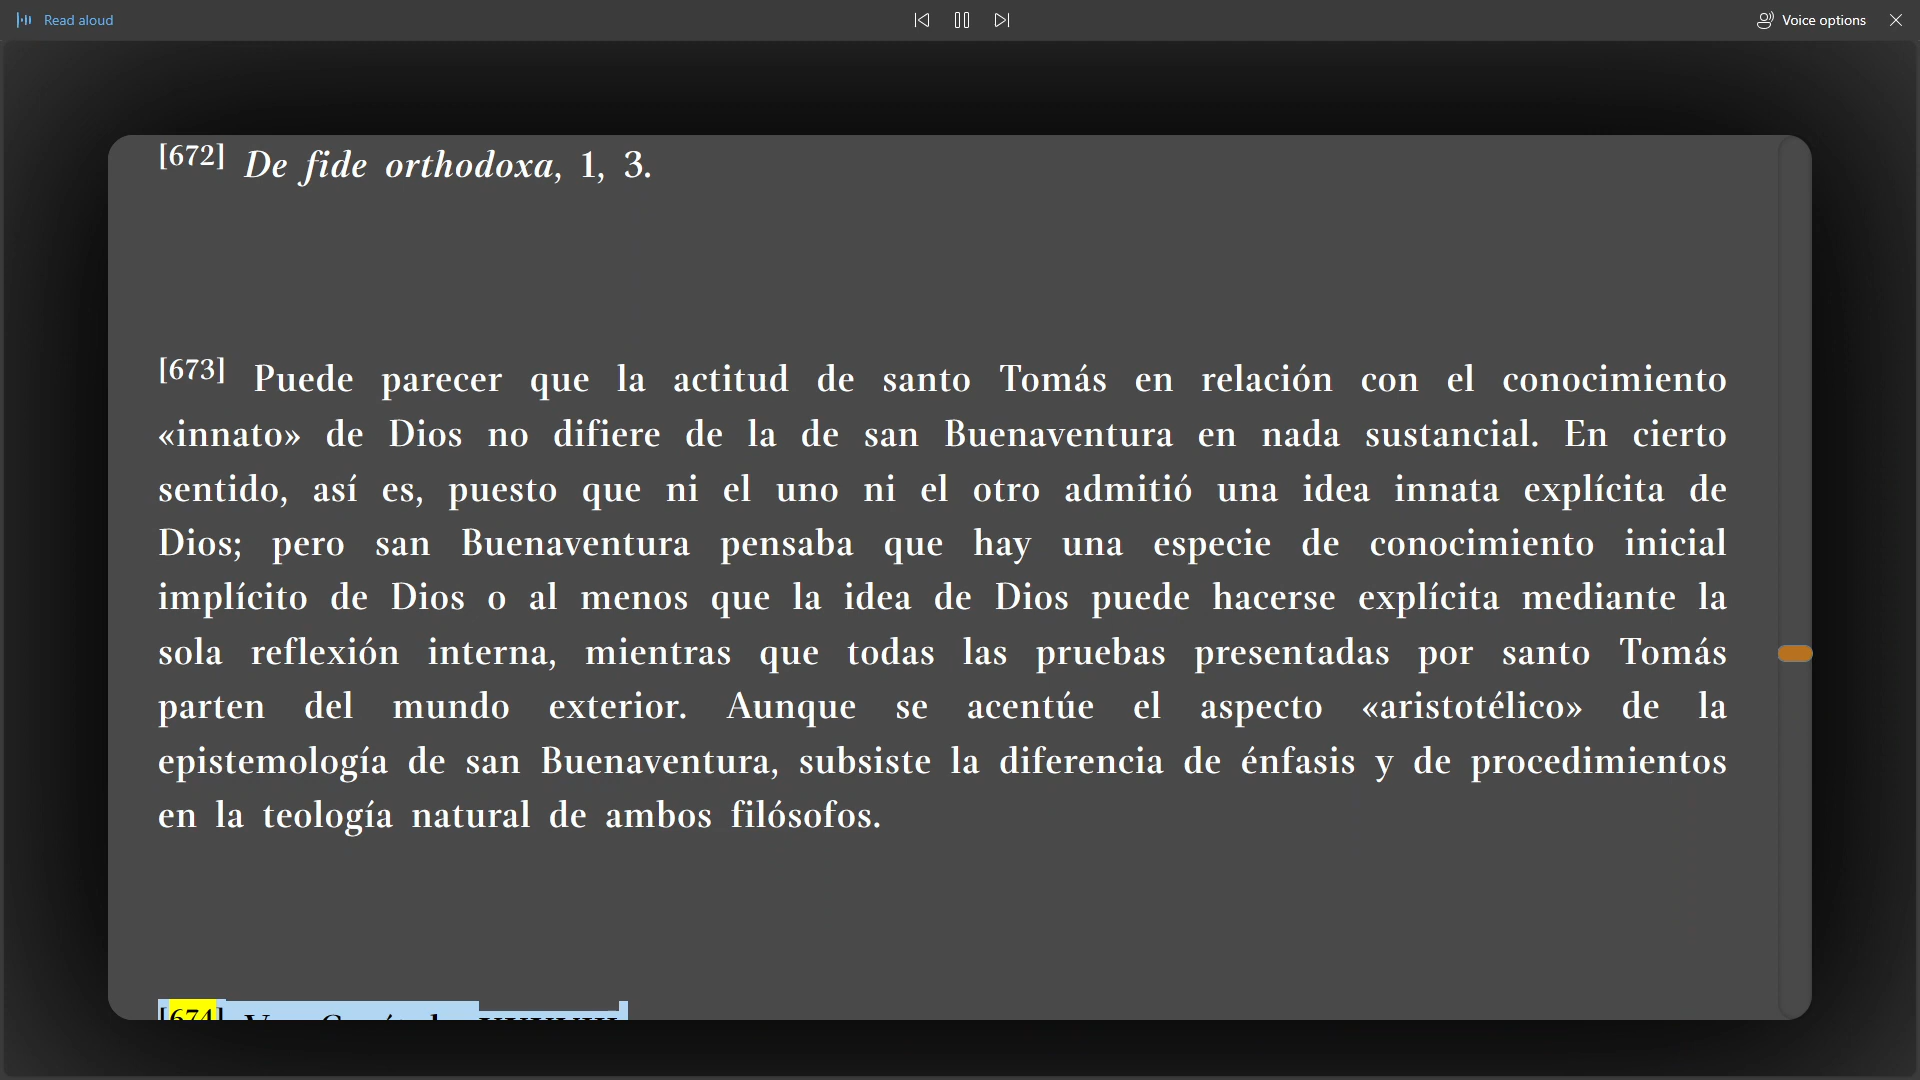 Read aloud
Voice options
[672] De fide orthodoxa, 1, 3.
[673] Puede parecer que la actitud de santo Tomás en relación con el conocimiento
«innato» de Dios no difiere de la de san Buenaventura en nada sustancial. En cierto
sentido, así es, puesto que ni el uno ni el otro admitió una idea innata explícita de
Dios; pero san Buenaventura pensaba que hay una especie de conocimiento inicial
implícito de Dios o al menos que la idea de Dios puede hacerse explícita mediante la
sola reflexión interna, mientras que todas las pruebas presentadas por santo Tomás
parten del mundo exterior. Aunque se acentúe el aspecto «aristotélico» de la
epistemología de san Buenaventura, subsiste la diferencia de énfasis y de procedimientos
en la teología natural de ambos filósofos.
[674]